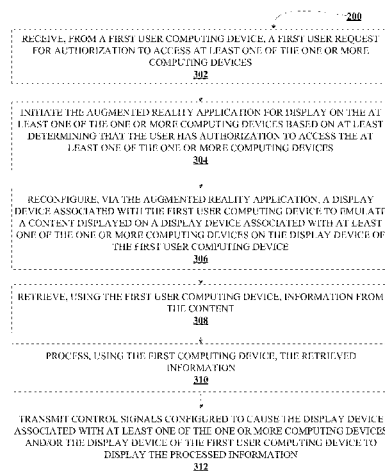 200
RECEIVE, FROM A FIRST USER COMPUTING DEVICE, A FIRST USER REQUEST
FOR AUTHORIZATION TO ACCESS AT LEAST ONE OF THE ONE OR MORE
COMPUTING DEVICES
302
INITIATE THE AUGMENTED REALITY APPLICATION FOR DISPLAY ON THE AT
LEAST ONE OF THE ONE OR MORE COMPUTING DEVICES BASED ON AT LEAST
DETERMINING THAT THE USER HAS AUTHORIZATION TO ACCESS THE AT
LEAST ONE OF THE ONE OR MORE COMPUTING DEVICES
304
RECONFIGURE, VIA THE AUGMENTED REALITY APPLICATION, A DISPLAY
DEVICE ASSOCIATED WITH THE FIRST USER COMPUTING DEVICE TO EMULATE
A CONTENT DISPLAYED ON A DISPLAY DEVICE ASSOCIATED WITH AT LEAST
ONE OF THE ONE OR MORE COMPUTING DEVICES ON THE DISPLAY DEVICE OF
THE FIRST USER COMPUTING DEVICE
306
RETRIEVE, USING THE FIRST USER COMPUTING DEVICE, INFORMATION FROM
THE CONTENT
308
PROCESS, USING THE FIRST COMPUTING DEVICE, THE RETRIEVED
INFORMATION
310
TRANSMIT CONTROL SIGNALS CONFIGURED TO CAUSE THE DISPLAY DEVICE
ASSOCIATED WITH AT LEAST ONE OF THE ONE OR MORE COMPUTING DEVICES
AND/OR THE DISPLAY DEVICE OF THE FIRST USER COMPUTING DEVICE TO
DISPLAY THE PROCESSED INFORMATION
312